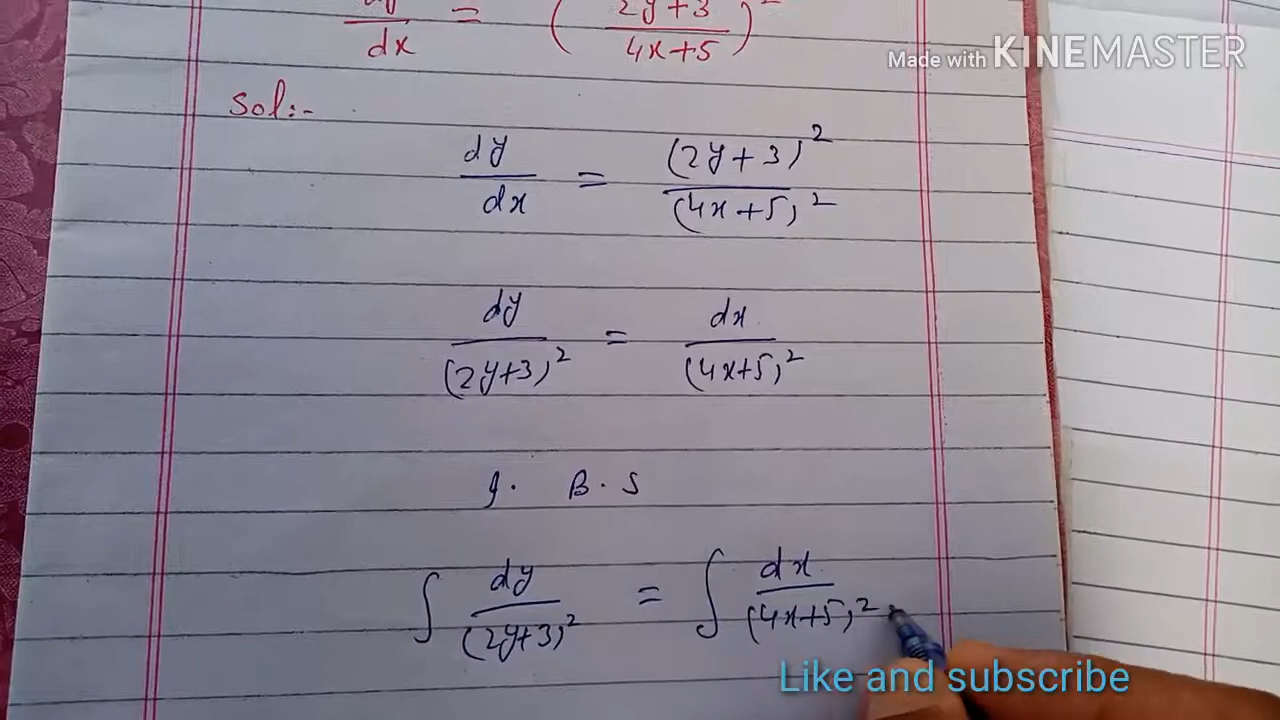 dy/dx = (2y+3/4x+5)²
Made with KINEMASTER
Sol:-
dy/dx = (2y+3)²/(4x+5)²
dy/(2y+3)² = dx/(4x+5)²
I. B. S
∫ dy/(2y+3)² = ∫ dx/(4x+5)²
Like and subscribe